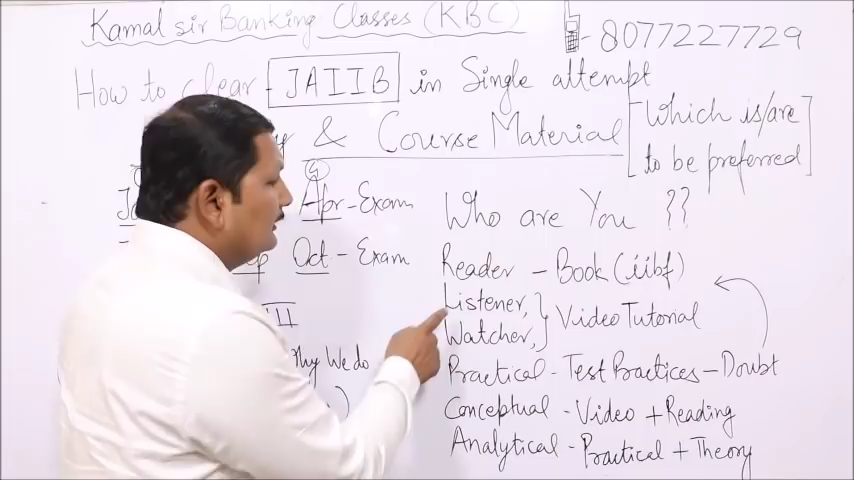 Kamal sir Banking Classes (KBC) - 8077227729
How to clear - JAIIB in Single attempt
& Course Material [Which is/are
to be preferred]
Apr - Exam
Oct - Exam
III
Why We do
Who are You ??
Reader - Book (iibf)
Listener,
Watcher, } Video Tutorial
Practical - Test Practices - Doubt
Conceptual - Video + Reading
Analytical - Practical + Theory